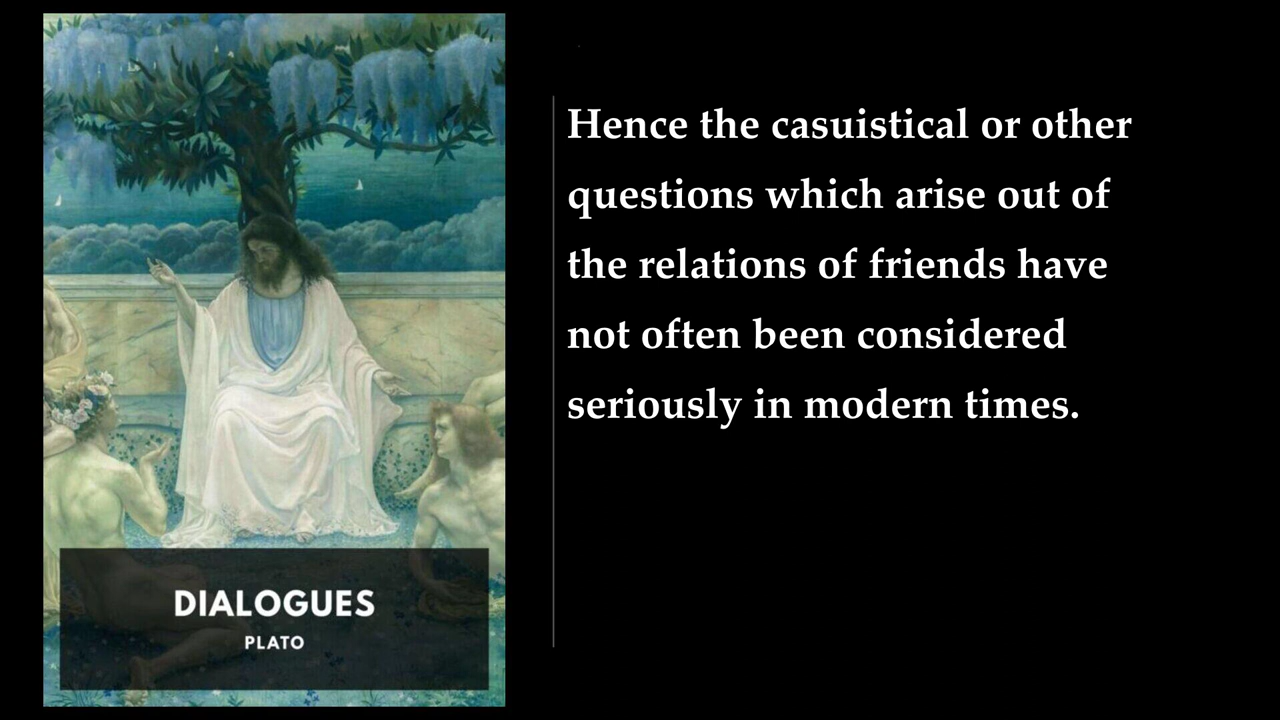 Hence the casuistical or other
questions which arise out of
the relations of friends have
not often been considered
seriously in modern times.
DIALOGUES
PLATO